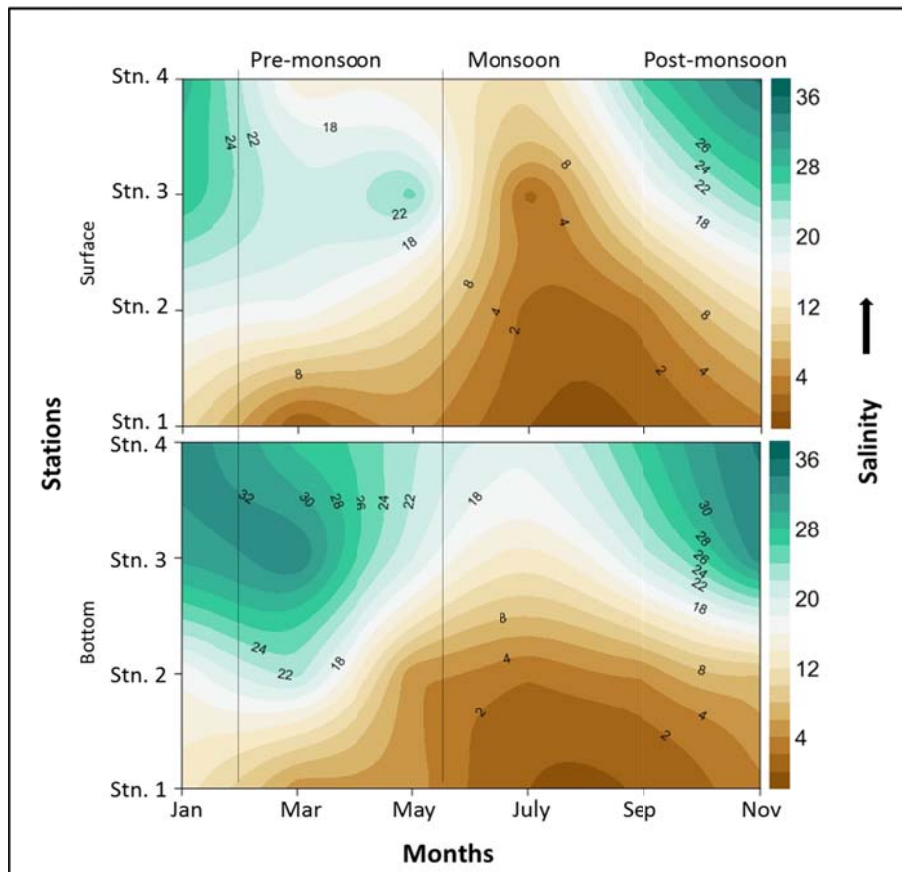 Pre-monsoon Monsoon Post-monsoon
Stn. 4
Stn. 3
Stn. 2
Stn. 1
Surface
24 22 18 22 18 8
8 4 2 8 4 2
26 24 22 18 8 4 2
36
28
20
12
4
Stn. 4
Stn. 3
Stn. 2
Stn. 1
Bottom
32 30 28 26 24 22 18
24 22 18 8 4 2
30 28 26 24 22 18 8 4 2
36
28
20
12
4
Stations
Salinity
Jan Mar May July Sep Nov
Months